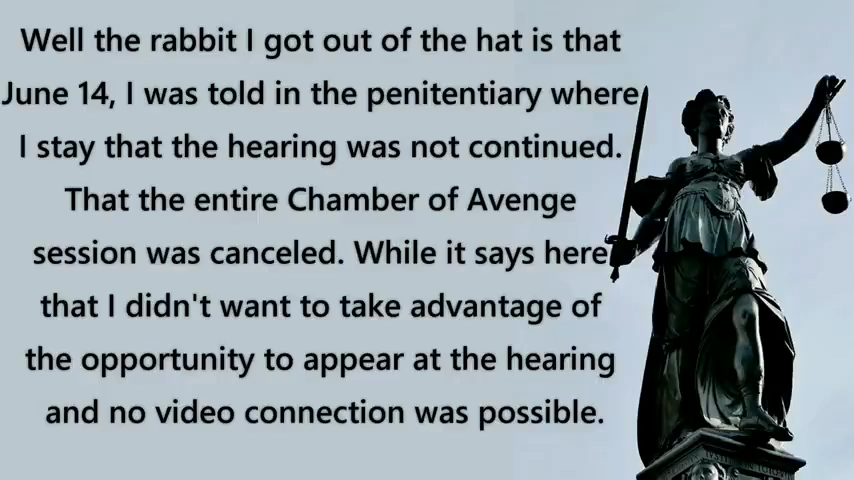 Well the rabbit I got out of the hat is that
June 14, I was told in the penitentiary where
I stay that the hearing was not continued.
That the entire Chamber of Avenge
session was canceled. While it says here
that I didn't want to take advantage of
the opportunity to appear at the hearing
and no video connection was possible.